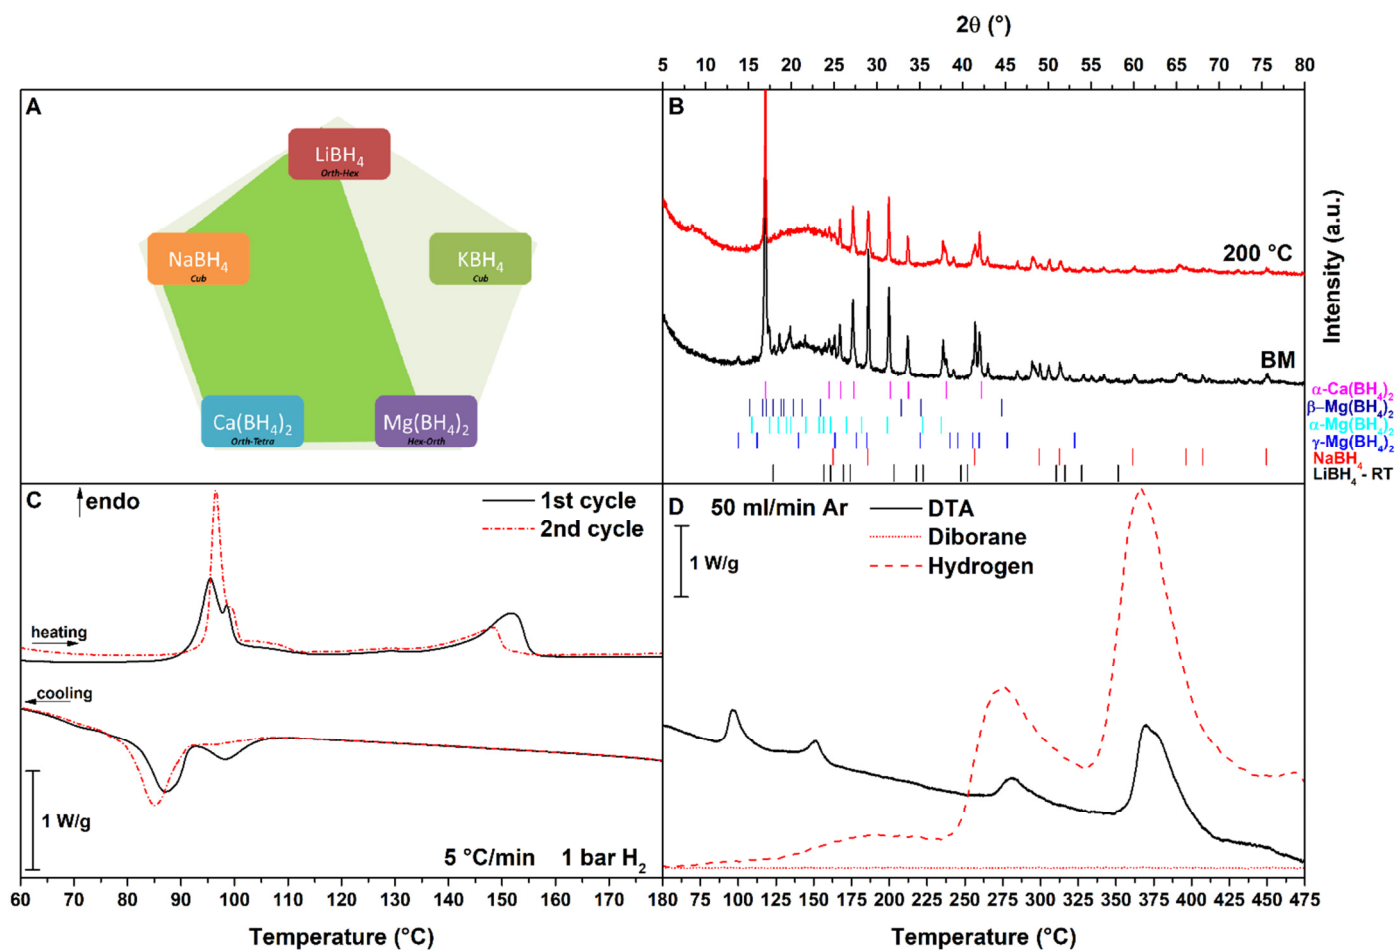 2θ (°)
5 10 15 20 25 30 35 40 45 50 55 60 65 70 75 80
A
LiBH₄
Orth-Hex
NaBH₄
Cub
KBH₄
Cub
Ca(BH₄)₂
Orth-Tetra
Mg(BH₄)₂
Hex-Orth
B
200 °C
BM
Intensity (a.u.)
α-Ca(BH₄)₂
β–Mg(BH₄)₂
α-Mg(BH₄)₂
γ-Mg(BH₄)₂
NaBH₄
LiBH₄ - RT
C
endo
1st cycle
2nd cycle
heating
cooling
1 W/g
5 °C/min 1 bar H₂
60 70 80 90 100 110 120 130 140 150 160 170 180
Temperature (°C)
D
50 ml/min Ar
DTA
Diborane
Hydrogen
1 W/g
75 100 125 150 175 200 225 250 275 300 325 350 375 400 425 450 475
Temperature (°C)